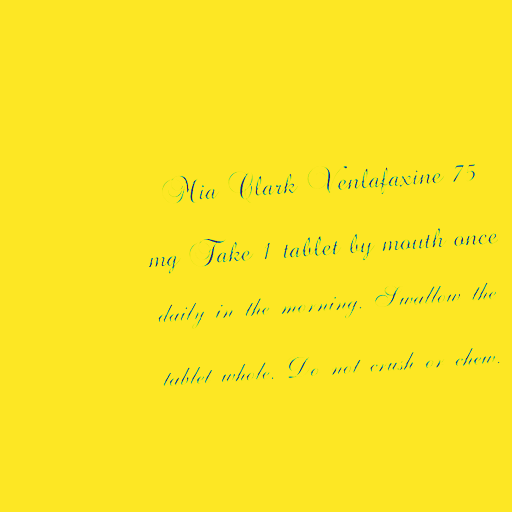 Mia Clark Venlafaxine 75
mg Take 1 tablet by mouth once
daily in the morning. Swallow the
tablet whole. Do not crush or chew.